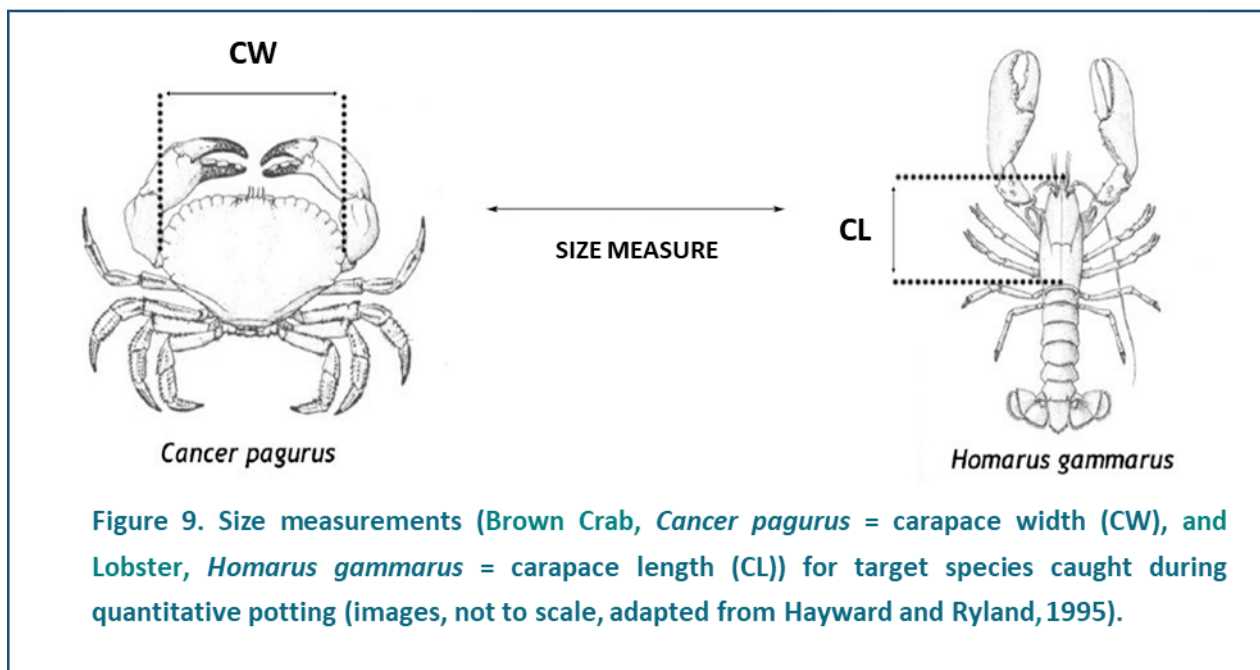 CW
CL
SIZE MEASURE
Cancer pagurus
Homarus gammarus
Figure 9. Size measurements (Brown Crab, Cancer pagurus = carapace width (CW), and
Lobster, Homarus gammarus = carapace length (CL)) for target species caught during
quantitative potting (images, not to scale, adapted from Hayward and Ryland, 1995).